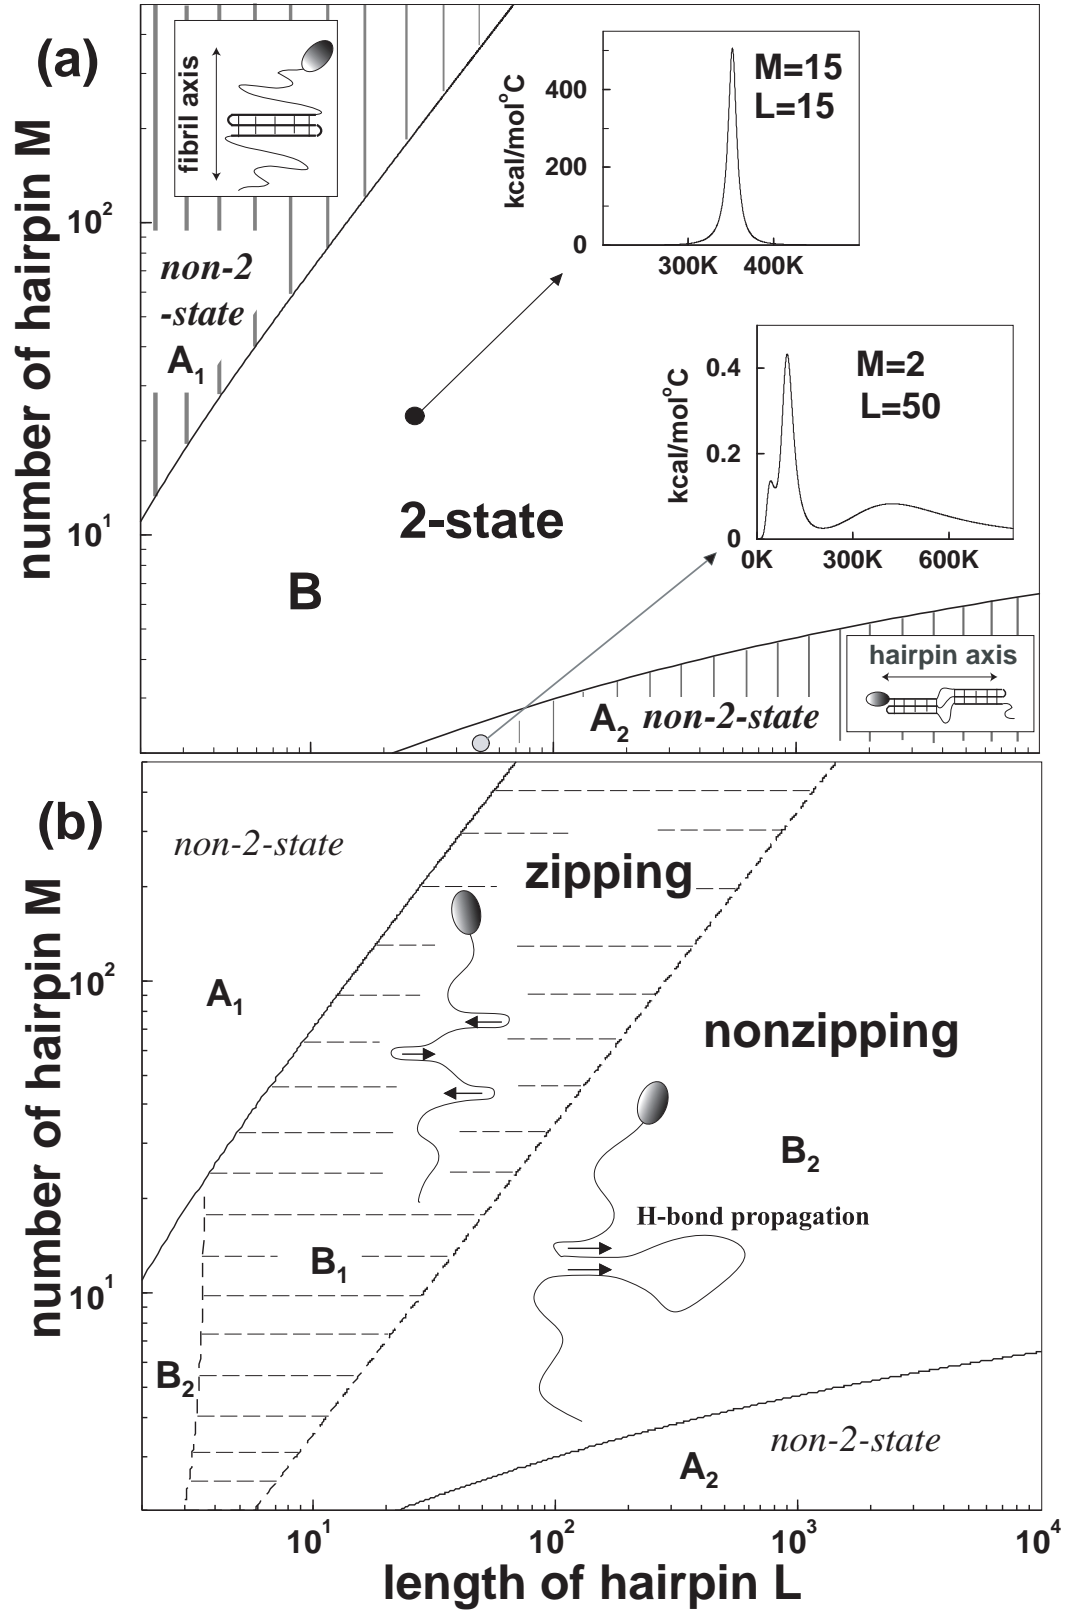 (a)
number of hairpin M
10²
10¹
fibril axis
non-2
-state
A₁
kcal/mol°C
400
200
0
300K 400K
M=15
L=15
kcal/mol°C
0.4
0.2
0
0K 300K 600K
M=2
L=50
2-state
B
hairpin axis
A₂ non-2-state
(b)
number of hairpin M
10²
10¹
non-2-state
zipping
A₁
nonzipping
B₂
H-bond propagation
B₁
B₂
non-2-state
A₂
10¹ 10² 10³ 10⁴
length of hairpin L